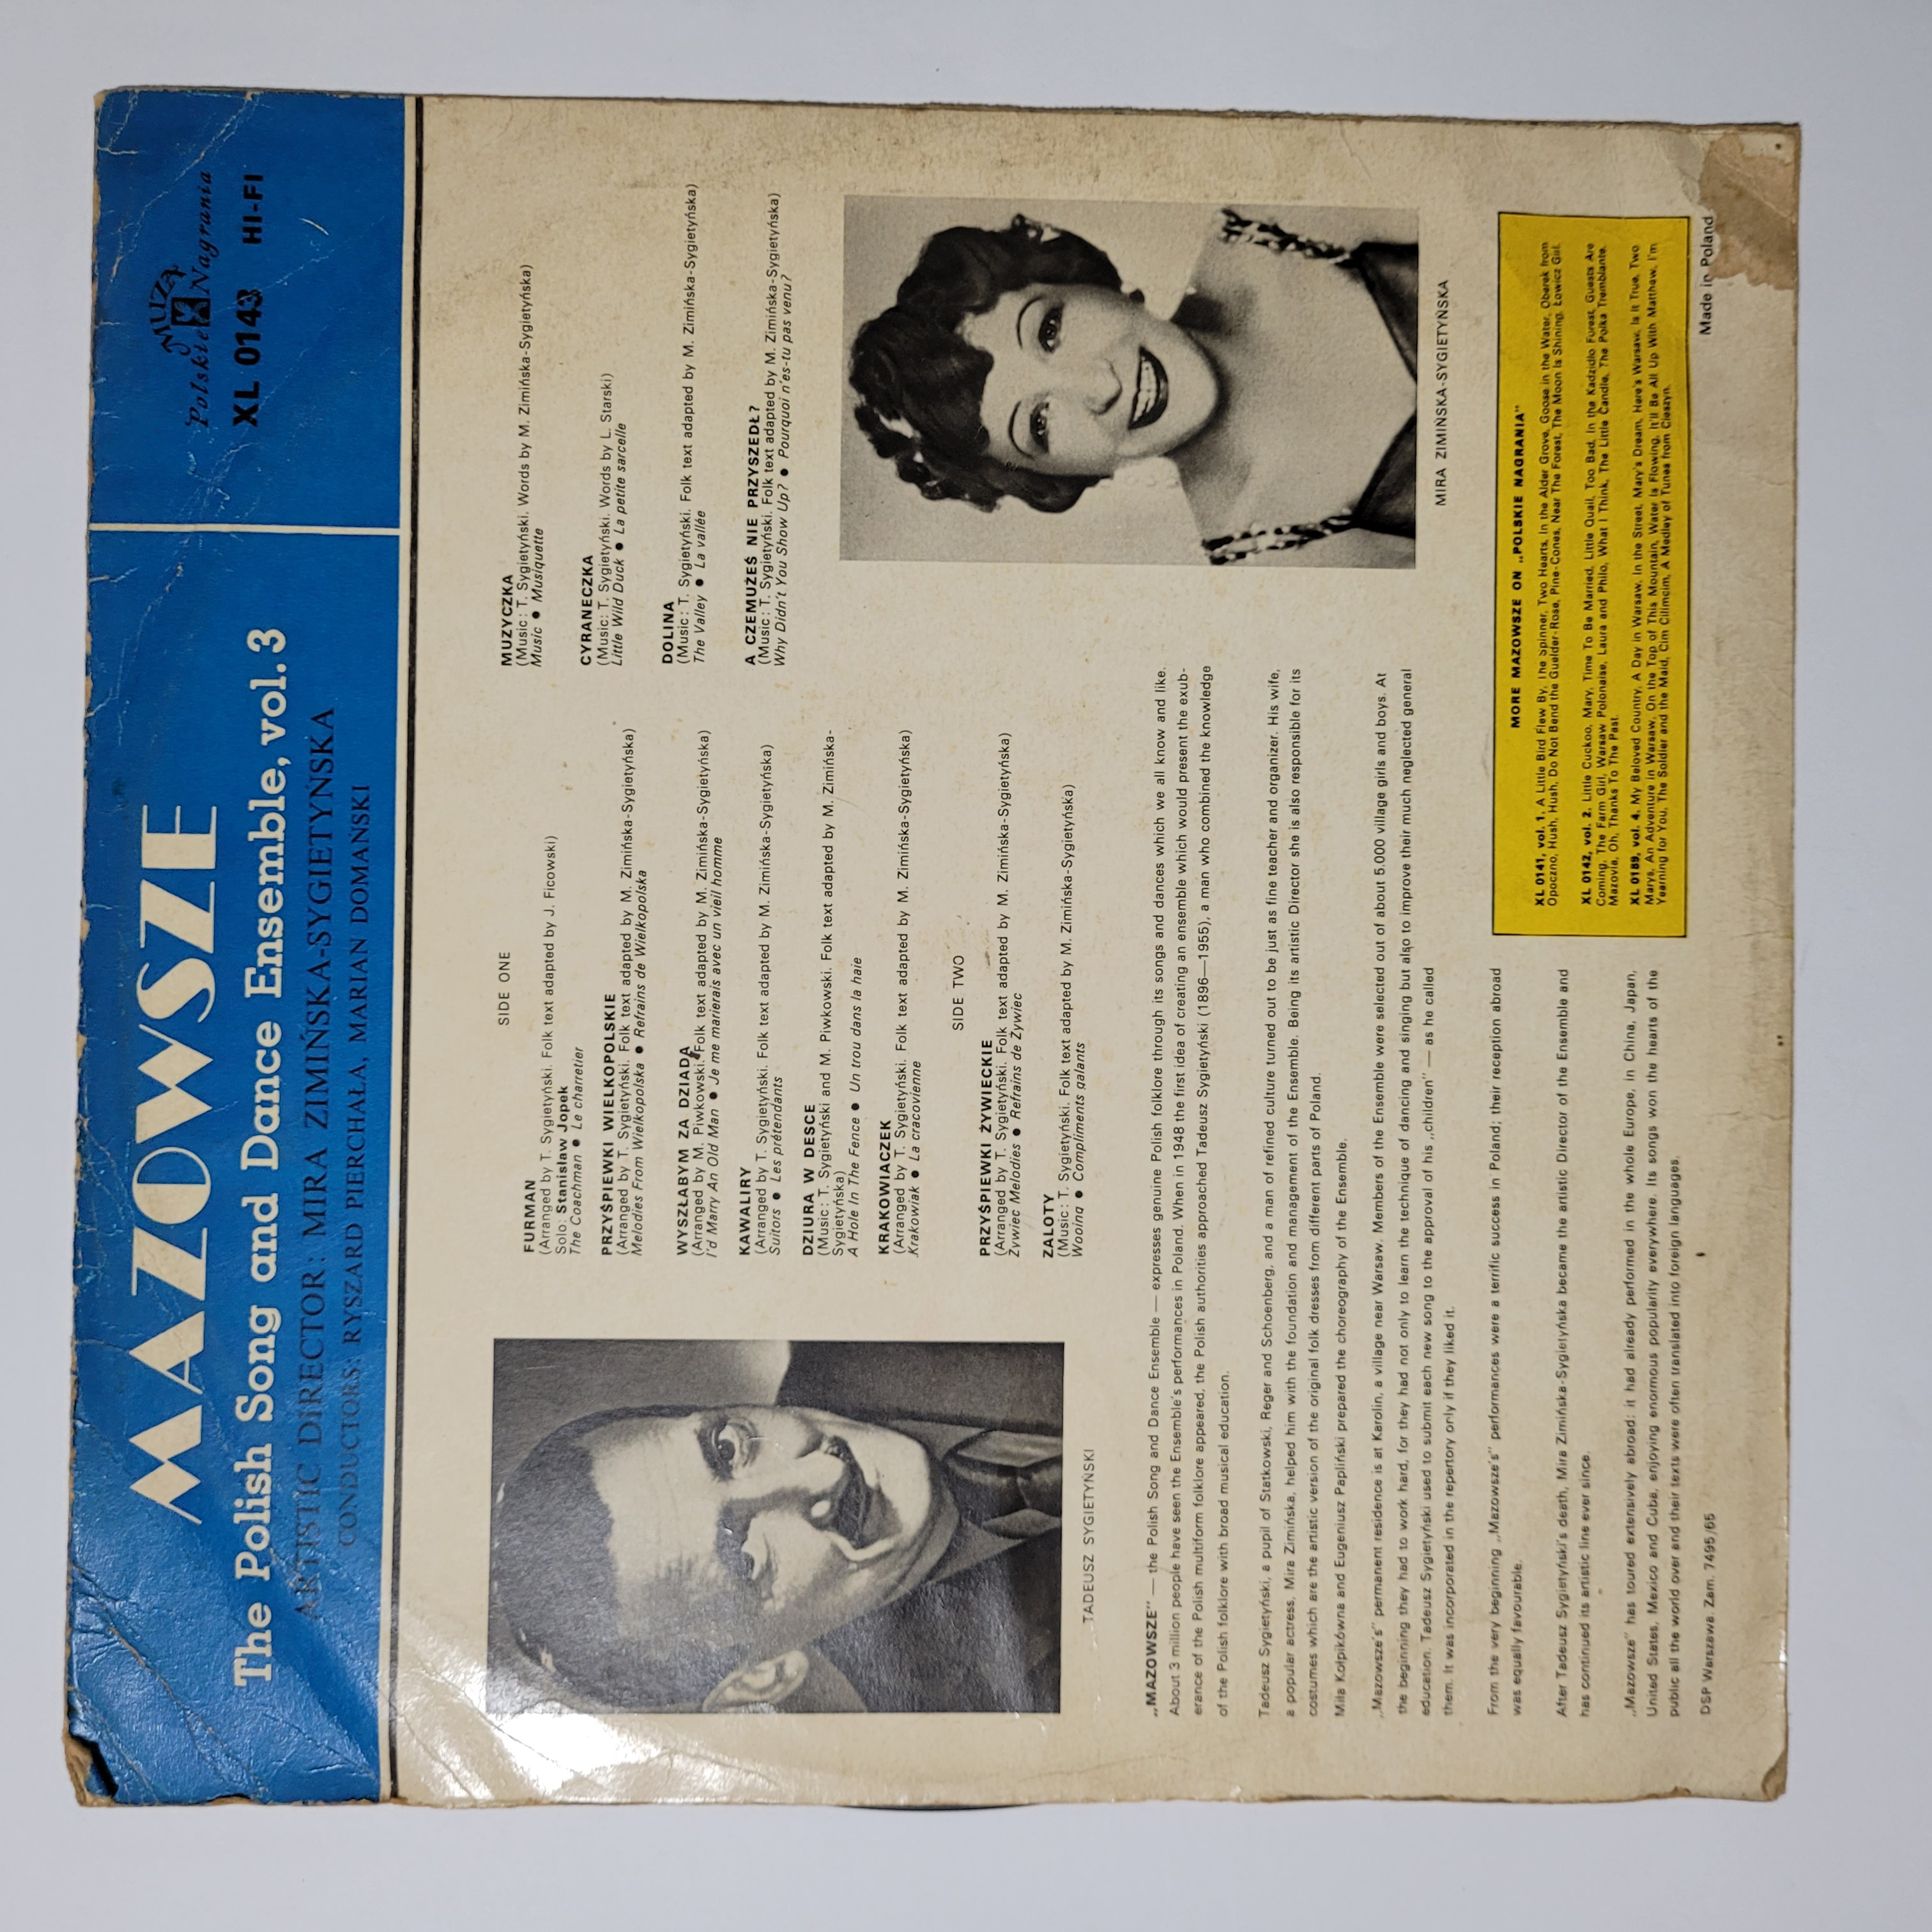 MAZOWSZE
The Polish Song and Dance Ensemble, vol. 3
ARTISTIC DIRECTOR: MIRA ZIMIŃSKA-SYGIETYŃSKA
CONDUCTORS: RYSZARD PIERCHAŁA, MARIAN DOMAŃSKI
MUZA
Polskie Nagrania
XL 0143 HI-FI
TADEUSZ SYGIETYŃSKI
SIDE ONE
FURMAN
(Arranged by T. Sygietyński. Folk text adapted by J. Ficowski)
Solo: Stanisław Jopek
The Coachman ● Le charretier
PRZYŚPIEWKI WIELKOPOLSKIE
(Arranged by T. Sygietyński. Folk text adapted by M. Zimińska-Sygietyńska)
Melodies From Wielkopolska ● Refrains de Wielkopolska
WYSZŁABYM ZA DZIADA
(Arranged by M. Piwkowski. Folk text adapted by M. Zimińska-Sygietyńska)
I'd Marry An Old Man ● Je me marierais avec un vieil homme
KAWALIRY
(Arranged by T. Sygietyński. Folk text adapted by M. Zimińska-Sygietyńska)
Suitors ● Les prétendants
DZIURA W DESCE
(Music: T. Sygietyński and M. Piwkowski. Folk text adapted by M. Zimińska-
Sygietyńska)
A Hole In The Fence ● Un trou dans la haie
KRAKOWIACZEK
(Arranged by T. Sygietyński. Folk text adapted by M. Zimińska-Sygietyńska)
Krakowiak ● La cracovienne
SIDE TWO
PRZYŚPIEWKI ŻYWIECKIE
(Arranged by T. Sygietyński. Folk text adapted by M. Zimińska-Sygietyńska)
Zywiec Melodies ● Refrains de Zywiec
ZALOTY
(Music: T. Sygietyński. Folk text adapted by M. Zimińska-Sygietyńska)
Wooing ● Compliments galants
MUZYCZKA
(Music: T. Sygietyński. Words by M. Zimińska-Sygietyńska)
Music ● Musiquette
CYRANECZKA
(Music: T. Sygietyński. Words by L. Starski)
Little Wild Duck ● La petite sarcelle
DOLINA
(Music: T. Sygietyński. Folk text adapted by M. Zimińska-Sygietyńska)
The Valley ● La vallée
A CZEMUŻEŚ NIE PRZYSZEDŁ?
(Music: T. Sygietyński. Folk text adapted by M. Zimińska-Sygietyńska)
Why Didn't You Show Up? ● Pourquoi n'es-tu pas venu?
MIRA ZIMIŃSKA-SYGIETYŃSKA
„MAZOWSZE" — the Polish Song and Dance Ensemble — expresses genuine Polish folklore through its songs and dances which we all know and like.
About 3 million people have seen the Ensemble's performances in Poland. When in 1948 the first idea of creating an ensemble which would present the exub-
erance of the Polish multiform folklore appeared, the Polish authorities approached Tadeusz Sygietyński (1896—1955), a man who combined the knowledge
of the Polish folklore with broad musical education.
Tadeusz Sygietyński, a pupil of Statkowski, Reger and Schoenberg, and a man of refined culture turned out to be just as fine teacher and organizer. His wife,
a popular actress, Mira Zimińska, helped him with the foundation and management of the Ensemble. Being its artistic Director she is also responsible for its
costumes which are the artistic version of the original folk dresses from different parts of Poland.
Miła Kołpikówna and Eugeniusz Papliński prepared the choreography of the Ensemble.
„Mazowsze's" permanent residence is at Karolin, a village near Warsaw. Members of the Ensemble were selected out of about 5.000 village girls and boys. At
the beginning they had to work hard, for they had not only to learn the technique of dancing and singing but also to improve their much neglected general
education. Tadeusz Sygietyński used to submit each new song to the approval of his „children" — as he called
them. It was incorporated in the repertory only if they liked it.
From the very beginning „Mazowsze's" performances were a terrific success in Poland; their reception abroad
was equally favourable.
After Tadeusz Sygietyński's death, Mira Zimińska-Sygietyńska became the artistic Director of the Ensemble and
has continued its artistic line ever since.
„Mazowsze" has toured extensively abroad: it had already performed in the whole Europe, in China, Japan,
United States, Mexico and Cuba, enjoying enormous popularity everywhere. Its songs won the hearts of the
public all the world over and their texts were often translated into foreign languages.
DSP Warszawa. Zam. 7495/65
MORE MAZOWSZE ON „POLSKIE NAGRANIA"
XL 0141, vol. 1. A Little Bird Flew By, The Spinner, Two Hearts, In the Alder Grove, Goose in the Water, Oberek from
Opoczno, Hush, Hush, Do Not Bend the Guelder-Rose, Pine-Cones, Near The Forest, The Moon Is Shining, Łowicz Girl.
XL 0142, vol. 2. Little Cuckoo, Mary, Time To Be Married, Little Quail, Too Bad, In the Kadzidło Forest, Guests Are
Coming, The Farm Girl, Warsaw Polonaise, Laura and Philo, What I Think, The Little Candle, The Polka Tremblante,
Mazovie, Oh, Thanks To The Past.
XL 0189, vol. 4. My Beloved Country, A Day in Warsaw, In the Street, Mary's Dream, Here's Warsaw, Is It True, Two
Marys, An Adventure in Warsaw, On the Top of This Mountain, Water Is Flowing, It'll Be All Up With Matthew, I'm
Yearning for You, The Soldier and the Maid, Cim Cilimcim, A Medley of Tunes from Cieszyn.
Made in Poland